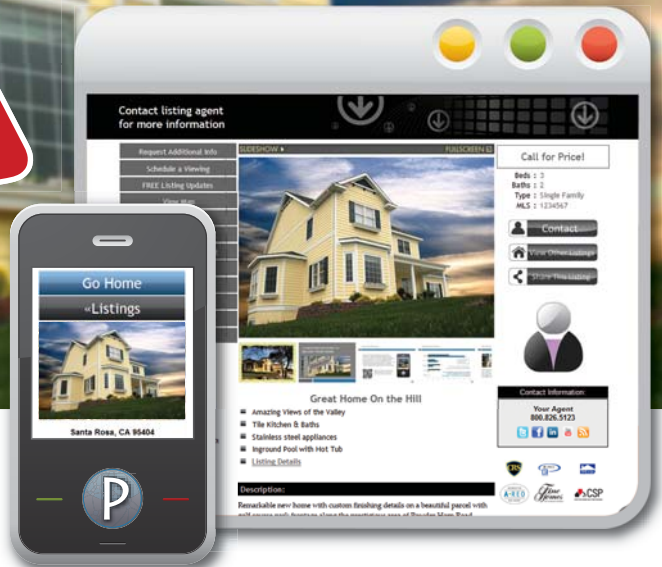 Contact listing agent
for more information
Request Additional Info
Schedule a Viewing
FREE Listing Updates
View Map
SLIDESHOW
FULLSCREEN
Call for Price!
Beds : 3
Baths : 2
Type : Single Family
MLS : 1234567
Contact
View Other Listings
Share This Listing
Great Home On the Hill
Amazing Views of the Valley
Tile Kitchen & Baths
Stainless steel appliances
Inground Pool with Hot Tub
Listing Details
Contact Information:
Your Agent
800.826.5123
CRS
Fine
Homes
CSP
Description:
Remarkable new home with custom finishing details on a beautiful parcel with
Go Home
«Listings
Santa Rosa, CA 95404
P